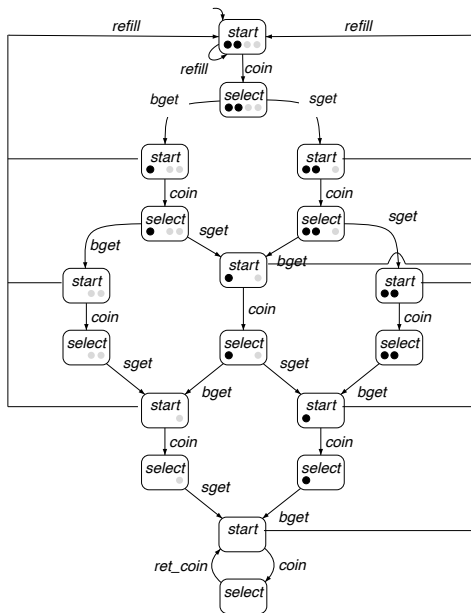 refill start refill
refill coin
select
bget sget
start start
coin coin
select select
bget sget sget
start bget
start start
coin coin coin
select select select
sget bget sget bget
start start
coin coin
select select
sget bget
start
ret_coin coin
select